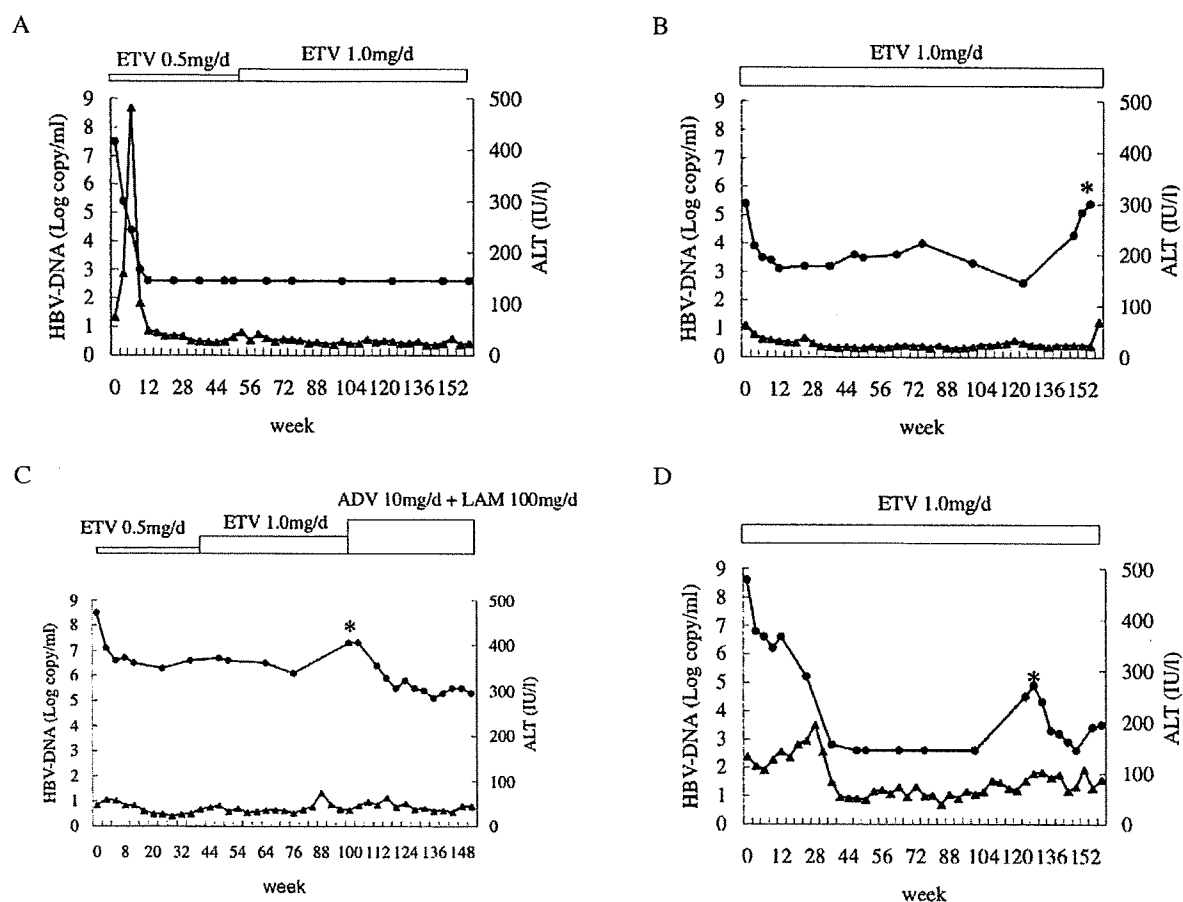 A
ETV 0.5mg/d
ETV 1.0mg/d
HBV-DNA (Log copy/ml)
9
8
7
6
5
4
3
2
1
0
500
400
300
200
100
0
ALT (IU/l)
0 12 28 44 56 72 88 104 120 136 152
week
B
ETV 1.0mg/d
HBV-DNA (Log copy/ml)
9
8
7
6
5
4
3
2
1
0
*
500
400
300
200
100
0
ALT (IU/l)
0 12 28 44 56 72 88 104 120 136 152
week
C
ETV 0.5mg/d
ETV 1.0mg/d
ADV 10mg/d + LAM 100mg/d
HBV-DNA (Log copy/ml)
9
8
7
6
5
4
3
2
1
0
*
500
400
300
200
100
0
ALT (IU/l)
0 8 20 32 44 54 64 76 88 100 112 124 136 148
week
D
ETV 1.0mg/d
HBV-DNA (Log copy/ml)
9
8
7
6
5
4
3
2
1
0
*
500
400
300
200
100
0
ALT (IU/l)
0 12 28 44 56 72 88 104 120 136 152
week